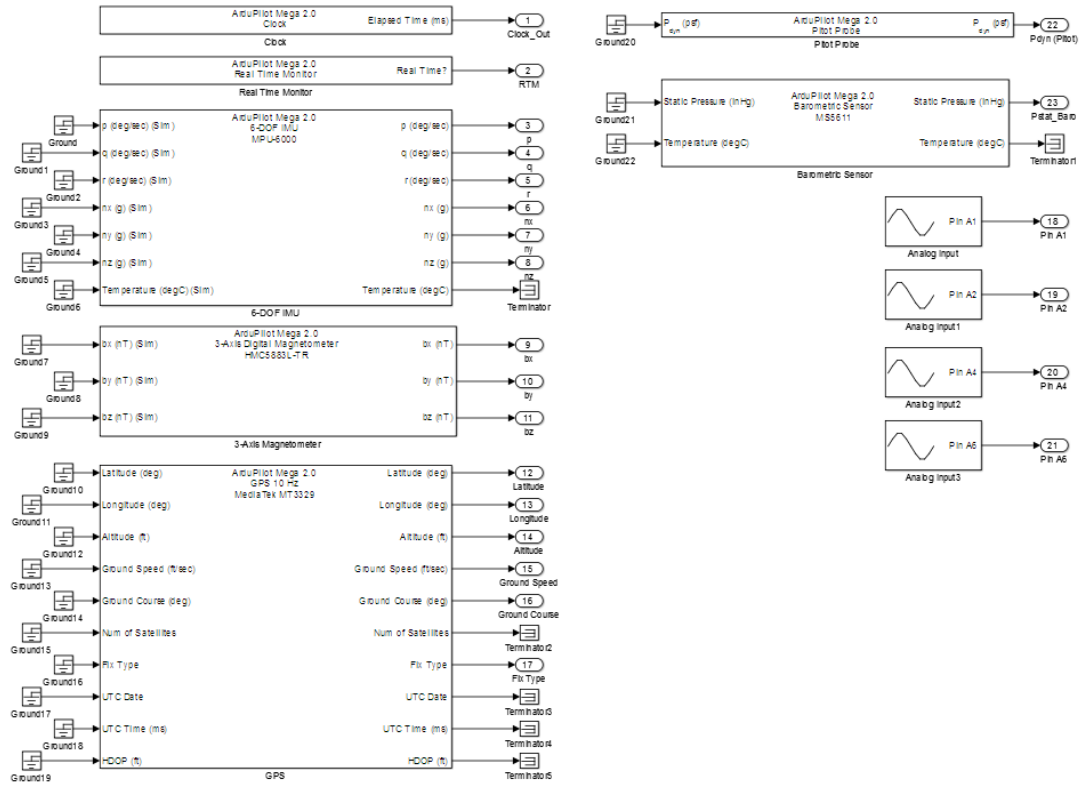 ArduPilot Mega 2.0
Clock
Elapsed Time (ms)
1
Clock_Out
Clock
ArduPilot Mega 2.0
Real Time Monitor
Real Time?
2
RTM
Real Time Monitor
ArduPilot Mega 2.0
6-DOF IMU
MPU-6000
Ground
p (deg/sec) (Sim)
p (deg/sec)
3
p
Ground1
q (deg/sec) (Sim)
q (deg/sec)
4
q
Ground2
r (deg/sec) (Sim)
r (deg/sec)
5
r
Ground3
nx (g) (Sim)
nx (g)
6
nx
Ground4
ny (g) (Sim)
ny (g)
7
ny
Ground5
nz (g) (Sim)
nz (g)
8
nz
Ground6
Temperature (degC) (Sim)
Temperature (degC)
Terminator
6-DOF IMU
ArduPilot Mega 2.0
3-Axis Digital Magnetometer
HMC5883L-TR
Ground7
bx (nT) (Sim)
bx (nT)
9
bx
Ground8
by (nT) (Sim)
by (nT)
10
by
Ground9
bz (nT) (Sim)
bz (nT)
11
bz
3-Axis Magnetometer
ArduPilot Mega 2.0
GPS 10 Hz
MediaTek MT3329
Ground10
Latitude (deg)
Latitude (deg)
12
Latitude
Ground11
Longitude (deg)
Longitude (deg)
13
Longitude
Ground12
Altitude (ft)
Altitude (ft)
14
Altitude
Ground13
Ground Speed (ft/sec)
Ground Speed (ft/sec)
15
Ground Speed
Ground14
Ground Course (deg)
Ground Course (deg)
16
Ground Course
Ground15
Num of Satellites
Num of Satellites
Terminator2
Ground16
Fix Type
Fix Type
17
Fix Type
Ground17
UTC Date
UTC Date
Terminator3
Ground18
UTC Time (ms)
UTC Time (ms)
Terminator4
Ground19
HDOP (ft)
HDOP (ft)
Terminator5
GPS
Ground20
P_dyn (psf)
ArduPilot Mega 2.0
Pitot Probe
P_dyn (psf)
22
Pdyn (Pitot)
Pitot Probe
ArduPilot Mega 2.0
Barometric Sensor
MS5611
Ground21
Static Pressure (inHg)
Static Pressure (inHg)
23
Pstat_Baro
Ground22
Temperature (degC)
Temperature (degC)
Terminator1
Barometric Sensor
Pin A1
18
Pin A1
Analog Input
Pin A2
19
Pin A2
Analog Input1
Pin A4
20
Pin A4
Analog Input2
Pin A6
21
Pin A6
Analog Input3